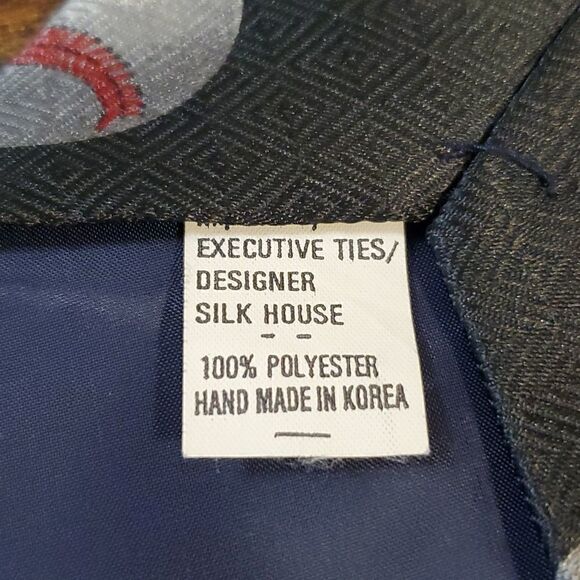 EXECUTIVE TIES/
DESIGNER
SILK HOUSE
100% POLYESTER
HAND MADE IN KOREA